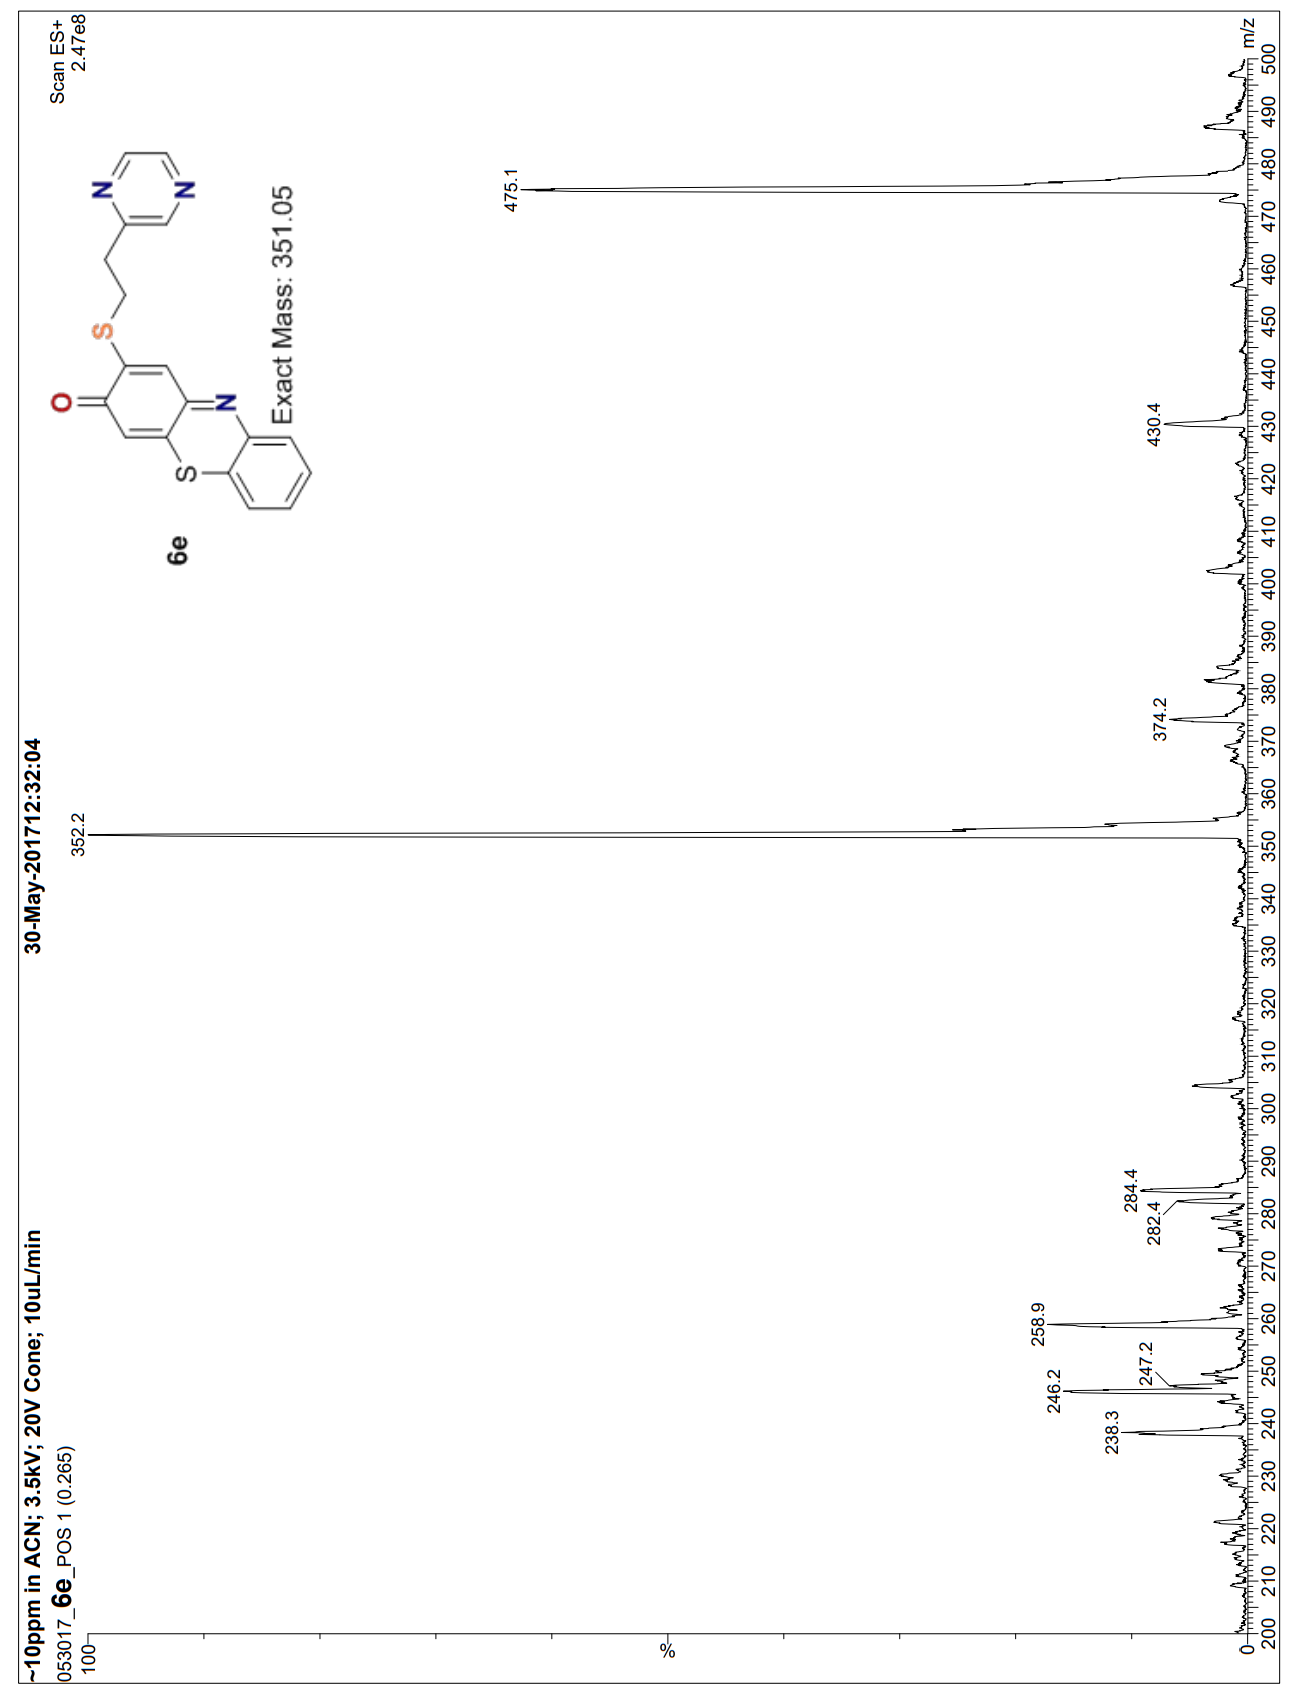 ~10ppm in ACN; 3.5kV; 20V Cone; 10uL/min 30-May-201712:32:04
053017_6e_POS 1 (0.265) Scan ES+
2.47e8
6e
O
S
N
N
S
N
Exact Mass: 351.05
100
%
0
352.2
475.1
258.9
246.2
238.3
284.4
247.2
282.4
374.2
430.4
200 210 220 230 240 250 260 270 280 290 300 310 320 330 340 350 360 370 380 390 400 410 420 430 440 450 460 470 480 490 500
m/z